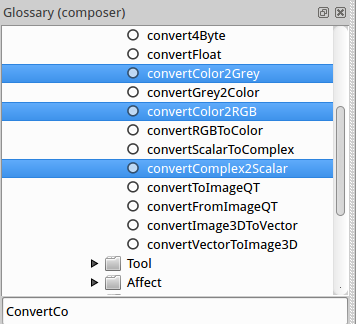 Glossary (composer)
convert4Byte
convertFloat
convertColor2Grey
convertGrey2Color
convertColor2RGB
convertRGBToColor
convertScalarToComplex
convertComplex2Scalar
convertToImageQT
convertFromImageQT
convertImage3DToVector
convertVectorToImage3D
Tool
Affect
ConvertCo